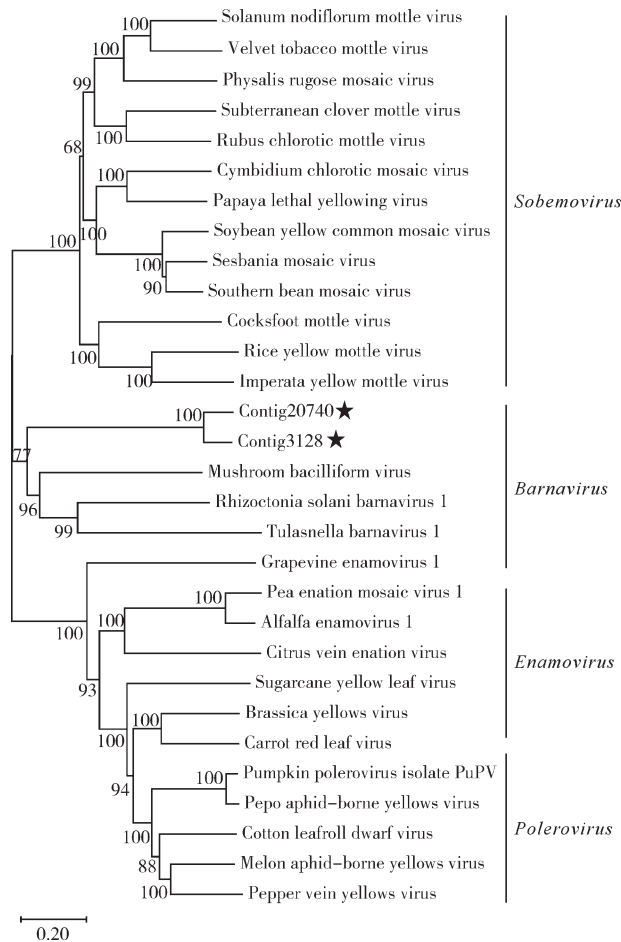 Solanum nodiflorum mottle virus
100
Velvet tobacco mottle virus
100
Physalis rugose mosaic virus
99
Subterranean clover mottle virus
100
Rubus chlorotic mottle virus
68
Cymbidium chlorotic mosaic virus
100
Papaya lethal yellowing virus
Sobemovirus
100
Soybean yellow common mosaic virus
100
100
Sesbania mosaic virus
90
Southern bean mosaic virus
Cocksfoot mottle virus
100
Rice yellow mottle virus
100
Imperata yellow mottle virus
100
Contig20740★
Contig3128★
77
Mushroom bacilliform virus
Barnavirus
96
Rhizoctonia solani barnavirus 1
99
Tulasnella barnavirus 1
Grapevine enamovirus 1
100
Pea enation mosaic virus 1
100
Alfalfa enamovirus 1
100
Citrus vein enation virus
Enamovirus
93
Sugarcane yellow leaf virus
100
Brassica yellows virus
100
Carrot red leaf virus
94
Pumpkin polerovirus isolate PuPV
100
Pepo aphid-borne yellows virus
100
Cotton leafroll dwarf virus
Polerovirus
88
Melon aphid-borne yellows virus
100
Pepper vein yellows virus
0.20